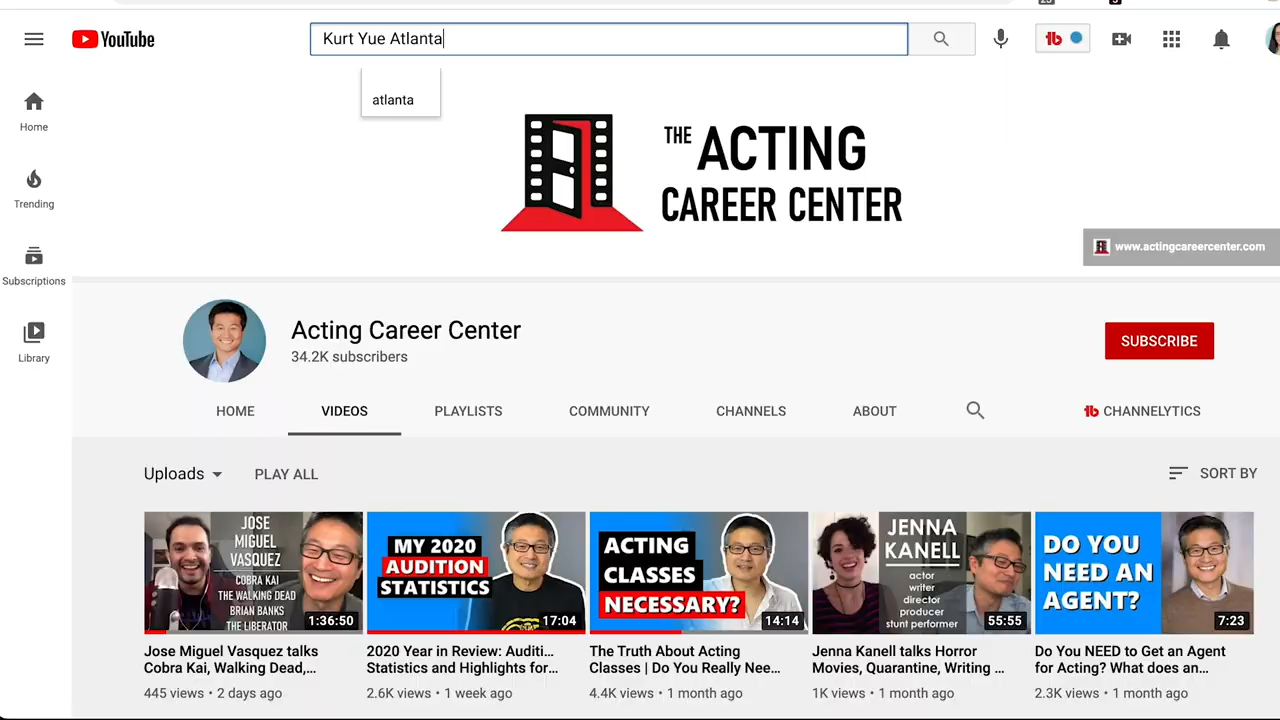 YouTube
Kurt Yue Atlanta
atlanta
Home
Trending
Subscriptions
Library
THE ACTING
CAREER CENTER
www.actingcareercenter.com
Acting Career Center
34.2K subscribers
SUBSCRIBE
HOME
VIDEOS
PLAYLISTS
COMMUNITY
CHANNELS
ABOUT
CHANNELYTICS
Uploads
PLAY ALL
SORT BY
JOSE
MIGUEL
VASQUEZ
COBRA KAI
THE WALKING DEAD
BRIAN BANKS
THE LIBERATOR
1:36:50
MY 2020
AUDITION
STATISTICS
17:04
ACTING
CLASSES
NECESSARY?
14:14
JENNA
KANELL
actor
writer
director
producer
stunt performer
55:55
DO YOU
NEED AN
AGENT?
7:23
Jose Miguel Vasquez talks
Cobra Kai, Walking Dead,...
445 views • 2 days ago
2020 Year in Review: Auditi...
Statistics and Highlights for...
2.6K views • 1 week ago
The Truth About Acting
Classes | Do You Really Nee...
4.4K views • 1 month ago
Jenna Kanell talks Horror
Movies, Quarantine, Writing ...
1K views • 1 month ago
Do You NEED to Get an Agent
for Acting? What does an...
2.3K views • 1 month ago